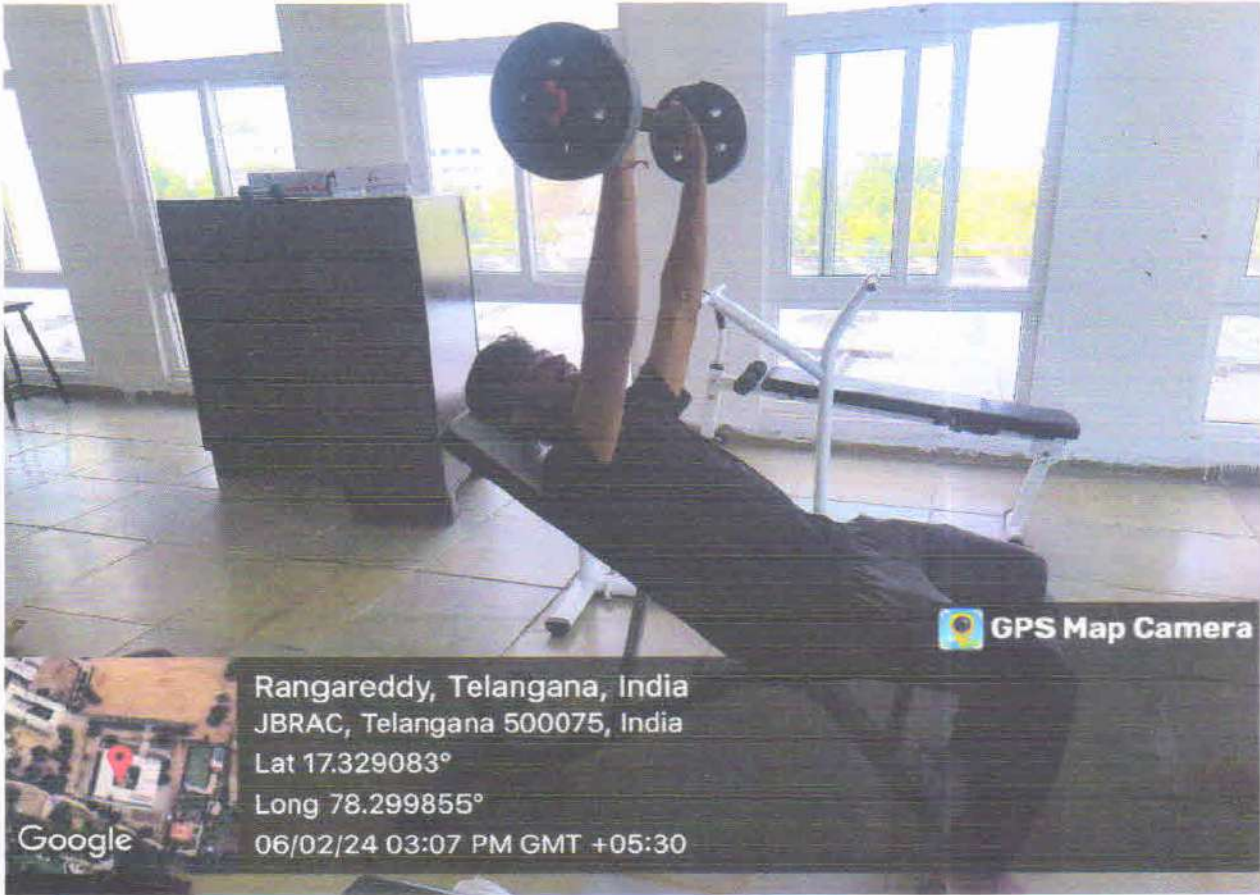 GPS Map Camera
Rangareddy, Telangana, India
JBRAC, Telangana 500075, India
Lat 17.329083°
Long 78.299855°
06/02/24 03:07 PM GMT +05:30
Google